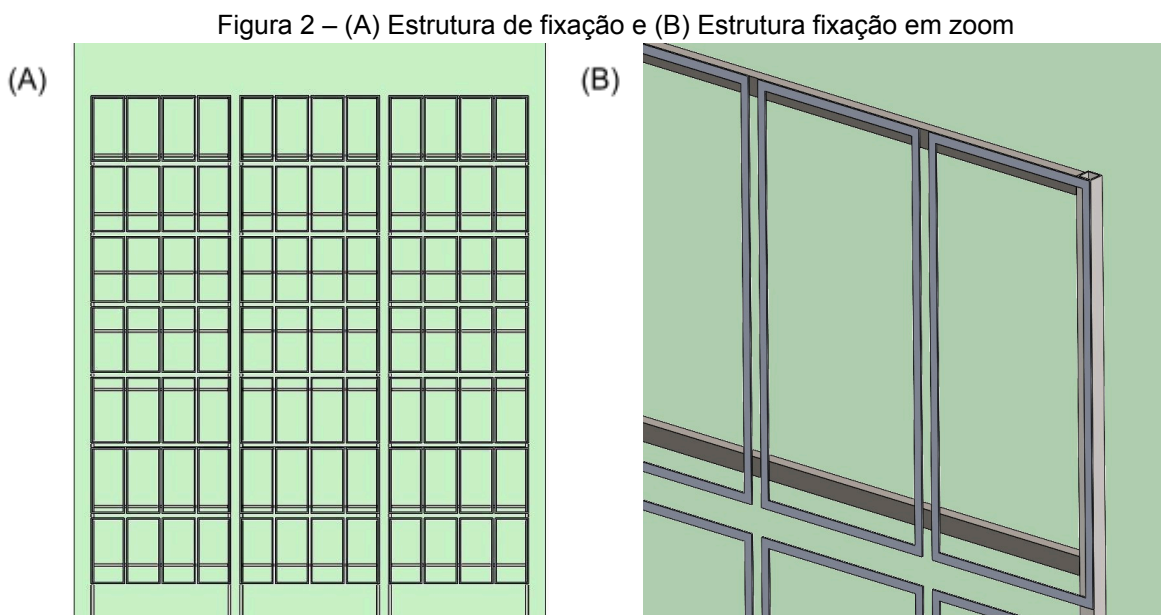 Figura 2 – (A) Estrutura de fixação e (B) Estrutura fixação em zoom
(A)
(B)